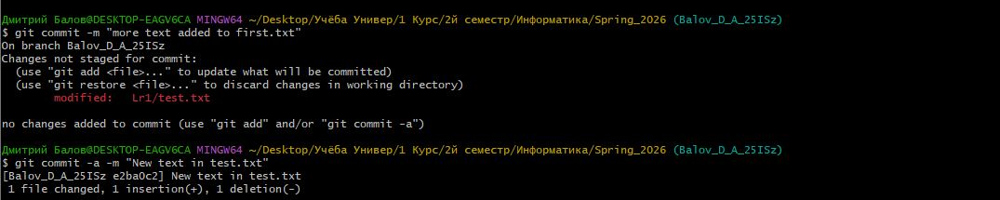 Дмитрий Балов@DESKTOP-EAGV6CA MINGW64 ~/Desktop/Учёба Универ/1 Курс/2й семестр/Информатика/Spring_2026 (Balov_D_A_25ISz)
$ git commit -m "more text added to first.txt"
On branch Balov_D_A_25ISz
Changes not staged for commit:
  (use "git add <file>..." to update what will be committed)
  (use "git restore <file>..." to discard changes in working directory)
        modified:   Lr1/test.txt
no changes added to commit (use "git add" and/or "git commit -a")
Дмитрий Балов@DESKTOP-EAGV6CA MINGW64 ~/Desktop/Учёба Универ/1 Курс/2й семестр/Информатика/Spring_2026 (Balov_D_A_25ISz)
$ git commit -a -m "New text in test.txt"
[Balov_D_A_25ISz e2ba0c2] New text in test.txt
 1 file changed, 1 insertion(+), 1 deletion(-)